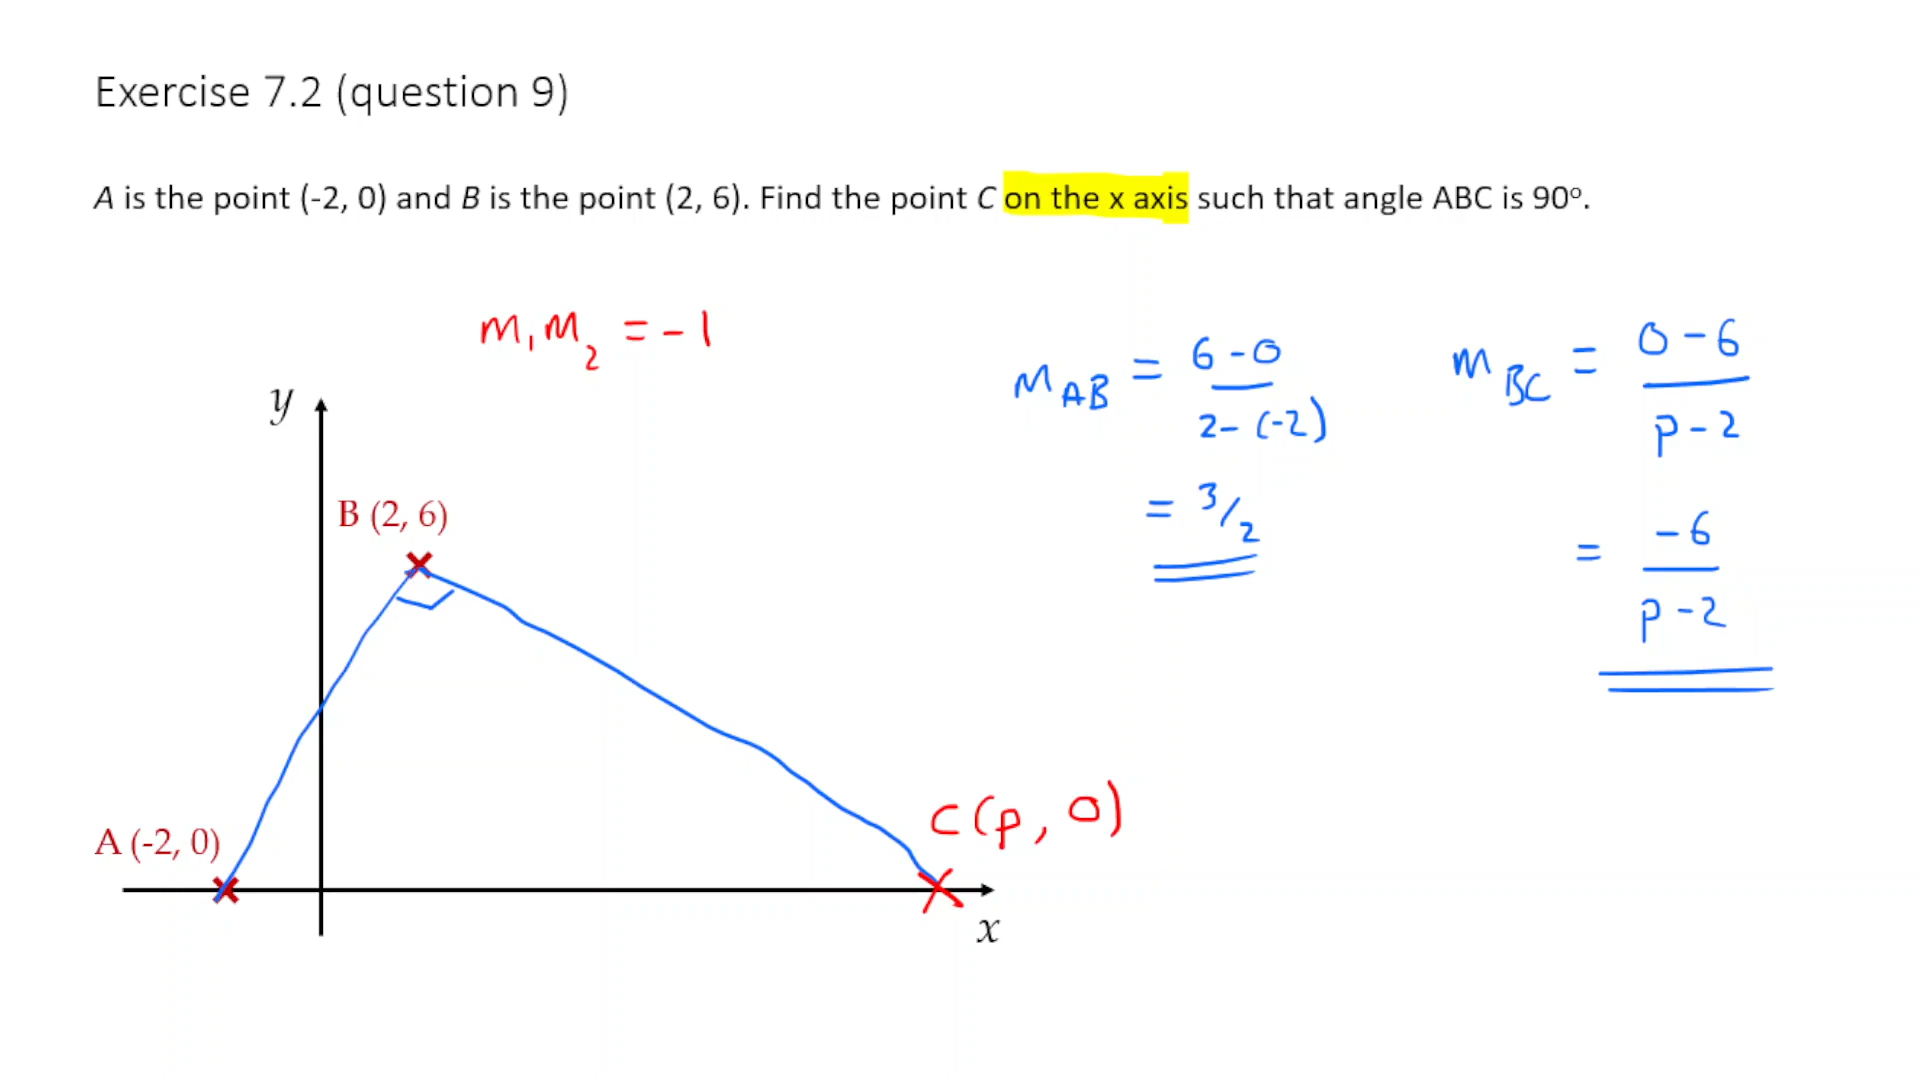 Exercise 7.2 (question 9)
A is the point (-2, 0) and B is the point (2, 6). Find the point C on the x axis such that angle ABC is 90º.
m₁m₂ = -1
y
B (2, 6)
A (-2, 0)
C(p, 0)
x
m_AB = 6-0
2-(-2)
= 3/2
m_BC = 0-6
p-2
= -6
p-2